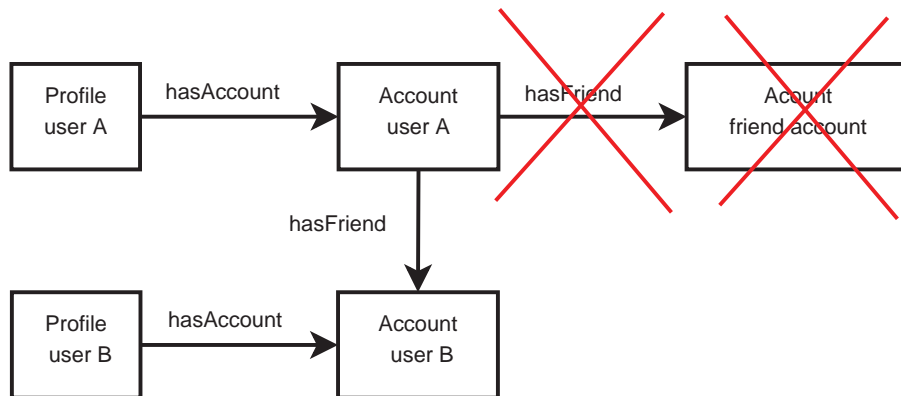 Profile
user A
hasAccount
Account
user A
hasFriend
Acount
friend account
hasFriend
Profile
user B
hasAccount
Account
user B